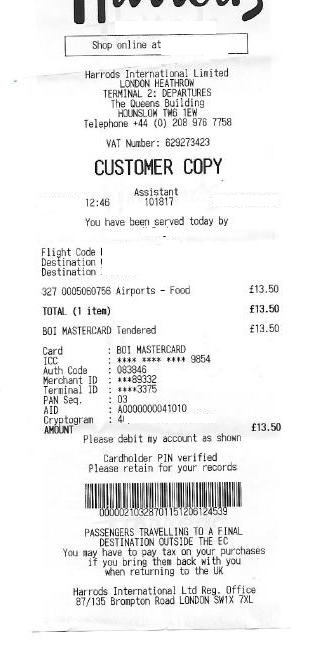 Harrods
Shop online at
Harrods International Limited
LONDON HEATHROW
TERMINAL 2: DEPARTURES
The Queens Building
HOUNSLOW TW6 1EW
Telephone +44 (0) 208 976 7758
VAT Number: 629273423
CUSTOMER COPY
Assistant
12:46 101817
You have been served today by
-
Flight Code
Destination
Destination
327 0005060756 Airports - Food £13.50
TOTAL (1 item) £13.50
BOI MASTERCARD Tendered £13.50
Card : BOI MASTERCARD
ICC : **** **** **** 9854
Auth Code : 083846
Merchant ID : ***89332
Terminal ID : ****3375
PAN Seq. : 03
AID : A0000000041010
Cryptogram : 4
AMOUNT £13.50
Please debit my account as shown
Cardholder PIN verified
Please retain for your records
00000210328701151206124539
PASSENGERS TRAVELLING TO A FINAL
DESTINATION OUTSIDE THE EC
You may have to pay tax on your purchases
if you bring them back with you
when returning to the UK
Harrods International Ltd Reg. Office
87/135 Brompton Road LONDON SW1X 7XL